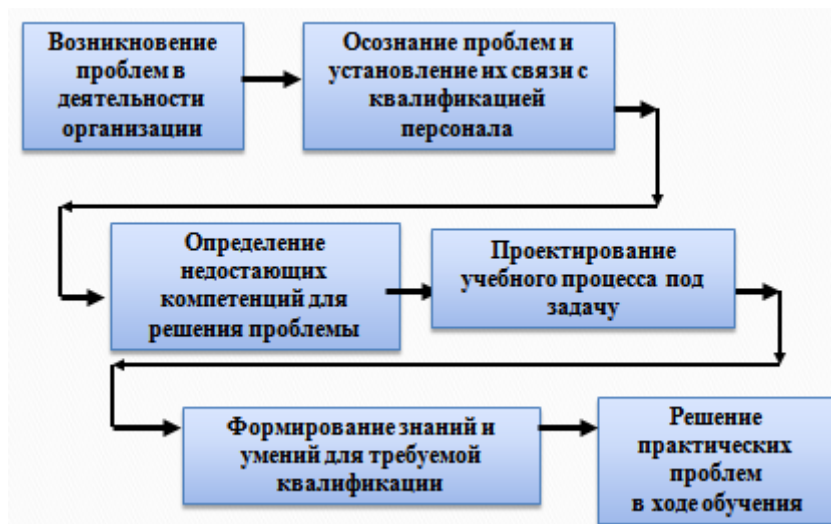 Возникновение
проблем в
деятельности
организации
Осознание проблем и
установление их связи с
квалификацией
персонала
Определение
недостающих
компетенций для
решения проблемы
Проектирование
учебного процесса под
задачу
Формирование знаний и
умений для требуемой
квалификации
Решение
практических
проблем
в ходе обучения